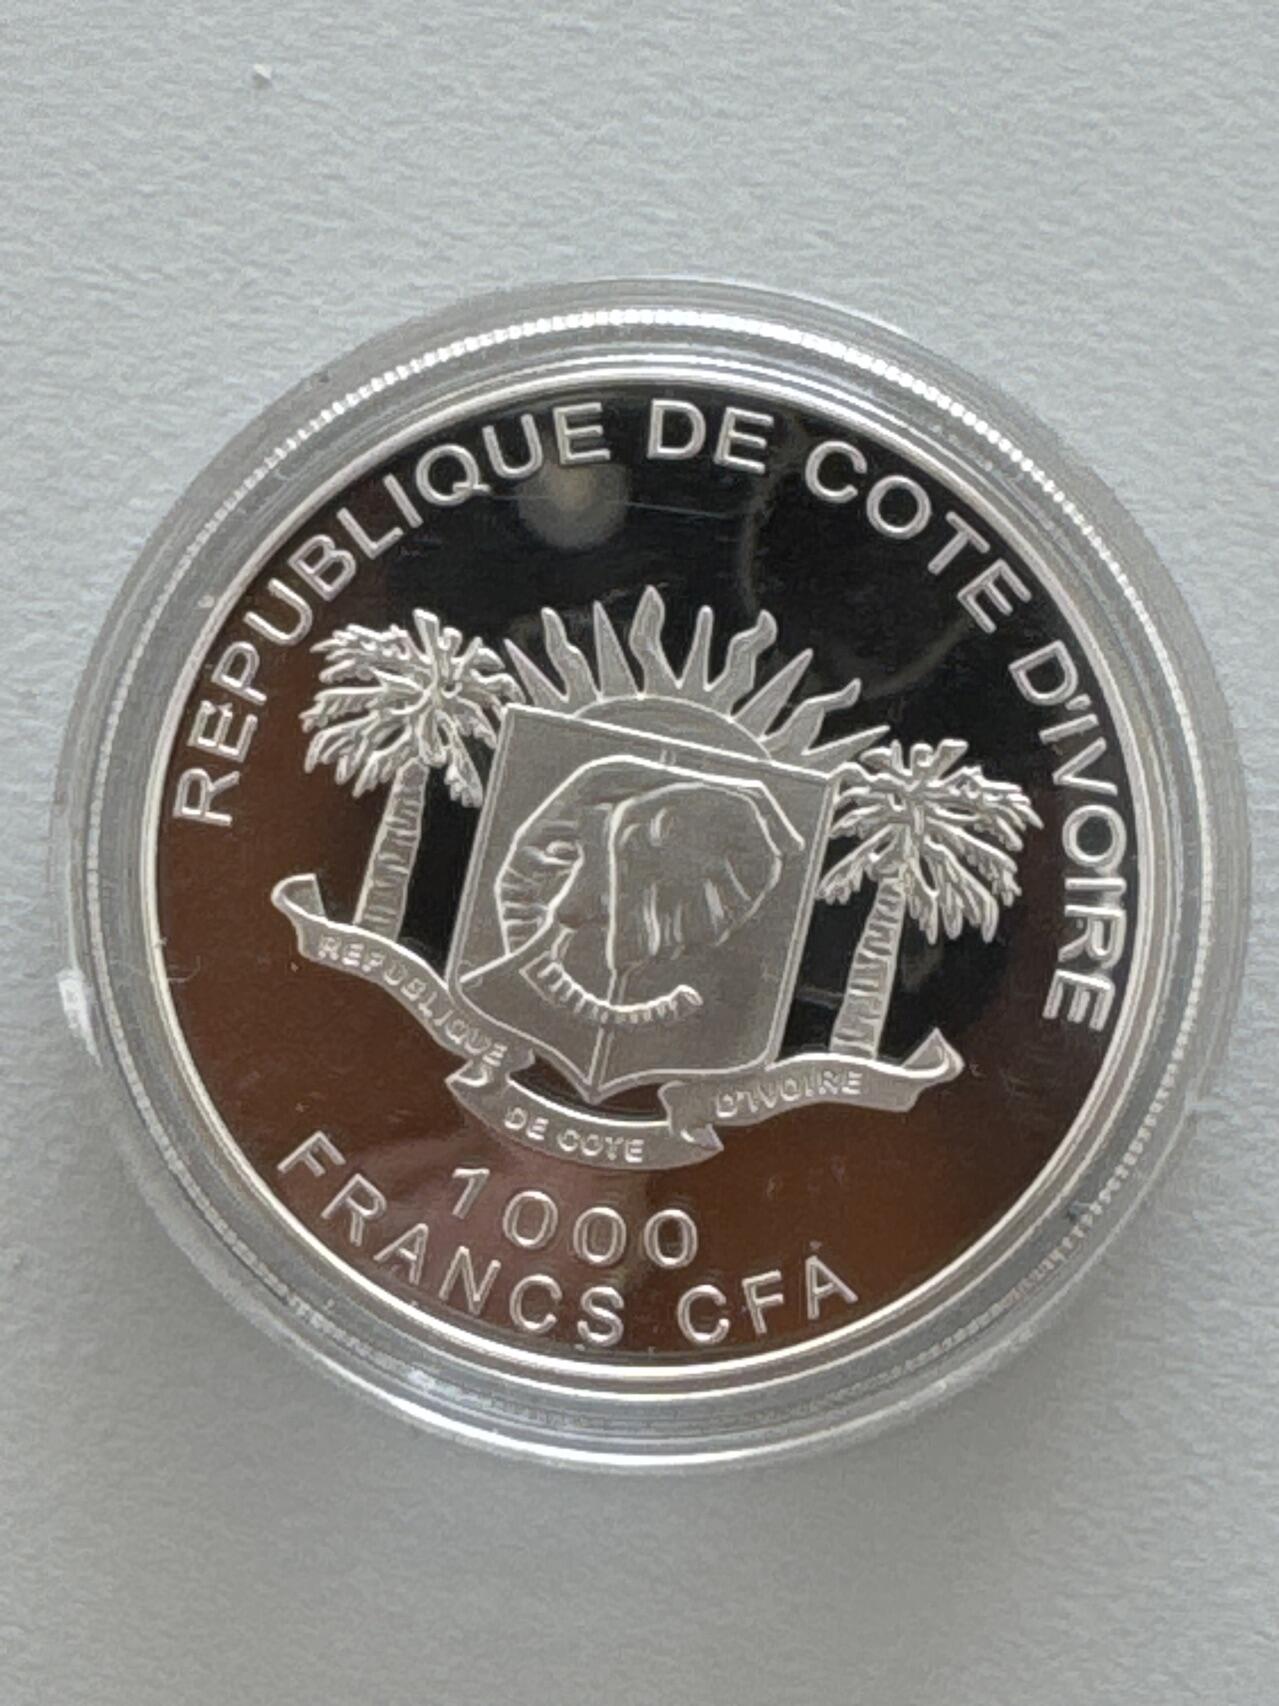 REPUBLIQUE DE COTE D'IVOIRE
REPUBLIQUE DE COTE D'IVOIRE
1000
FRANCS CFA